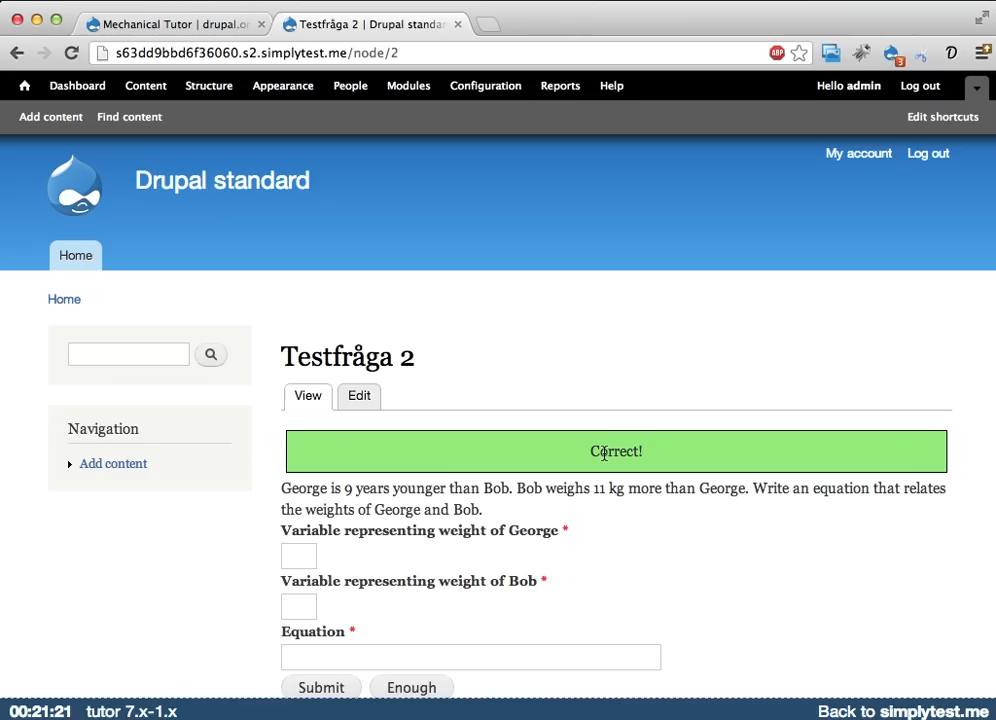 Mechanical Tutor | drupal.or
Testfråga 2 | Drupal standar
s63dd9bbd6f36060.s2.simplytest.me/node/2
ABP
3
D
Dashboard Content Structure Appearance People Modules Configuration Reports Help Hello admin Log out
Add content Find content Edit shortcuts
My account Log out
Drupal standard
Home
Home
Testfråga 2
View Edit
Navigation
Add content
Correct!
George is 9 years younger than Bob. Bob weighs 11 kg more than George. Write an equation that relates
the weights of George and Bob.
Variable representing weight of George *
Variable representing weight of Bob *
Equation *
Submit Enough
00:21:21 tutor 7.x-1.x Back to simplytest.me